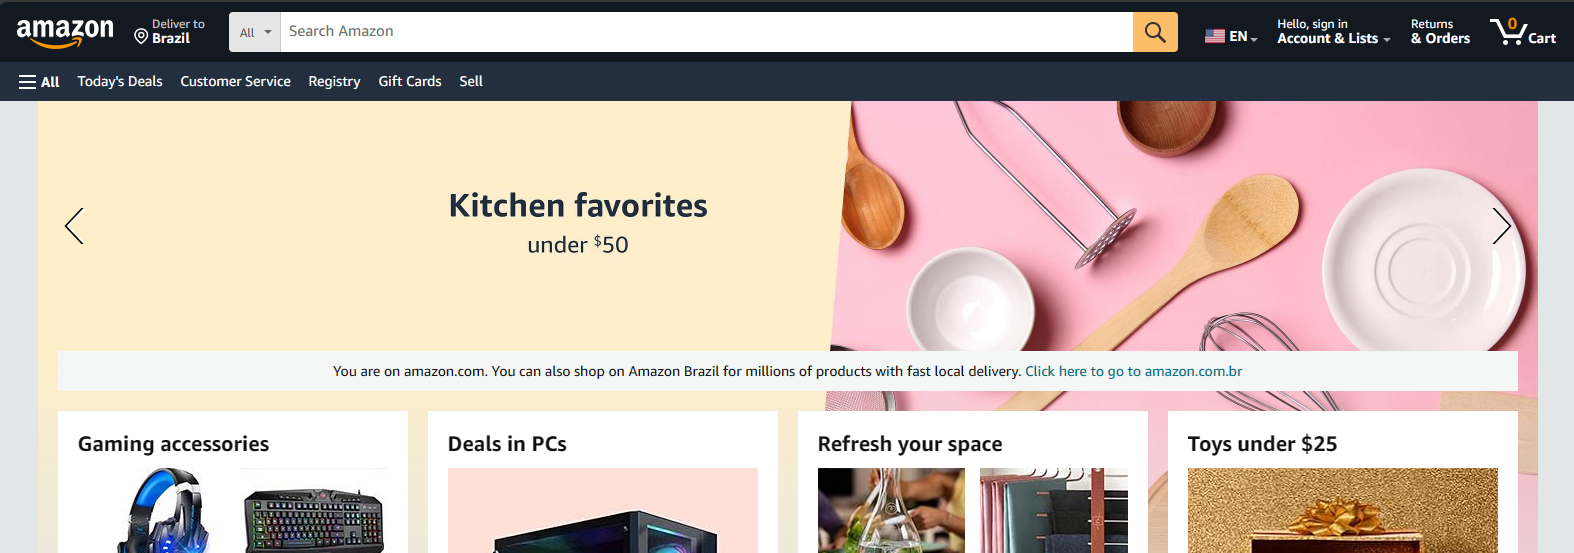 amazon
Deliver to
Brazil
All
Search Amazon
EN
Hello, sign in
Account & Lists
Returns
& Orders
0
Cart
All
Today's Deals
Customer Service
Registry
Gift Cards
Sell
Kitchen favorites
under $50
You are on amazon.com. You can also shop on Amazon Brazil for millions of products with fast local delivery. Click here to go to amazon.com.br
Gaming accessories
Deals in PCs
Refresh your space
Toys under $25